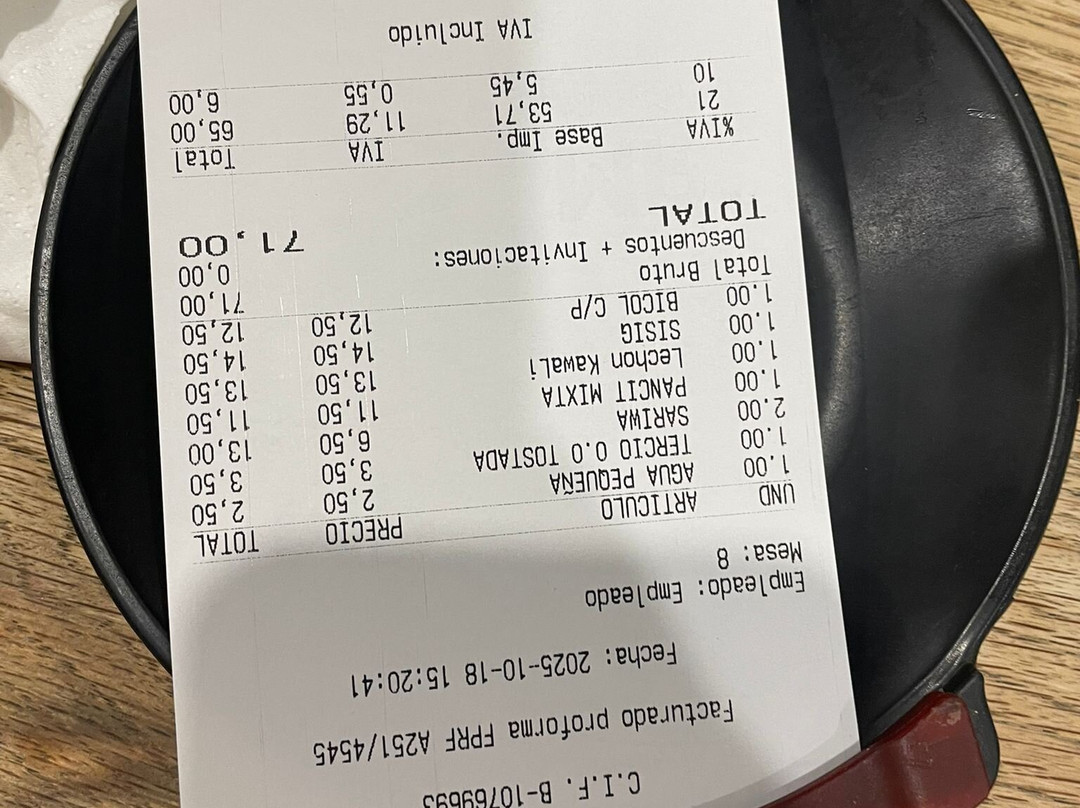 C.I.F. B-10769693
Facturado proforma FPRF A251/4545
Fecha: 2025-10-18 15:20:41
Empleado: Empleado
Mesa: 8
UND ARTICULO PRECIO TOTAL
1.00 AGUA PEQUEÑA 2,50 2,50
1.00 TERCIO 0.0 TOSTADA 3,50 3,50
2.00 SARIWA 6,50 13,00
1.00 PANCIT MIXTA 11,50 11,50
1.00 Lechon Kawali 13,50 13,50
1.00 SISIG 14,50 14,50
1.00 BICOL C/P 12,50 12,50
Total Bruto 71,00
Descuentos + Invitaciones: 0,00
TOTAL 71,00
%IVA Base Imp. IVA Total
21 53,71 11,29 65,00
10 5,45 0,55 6,00
IVA Incluido